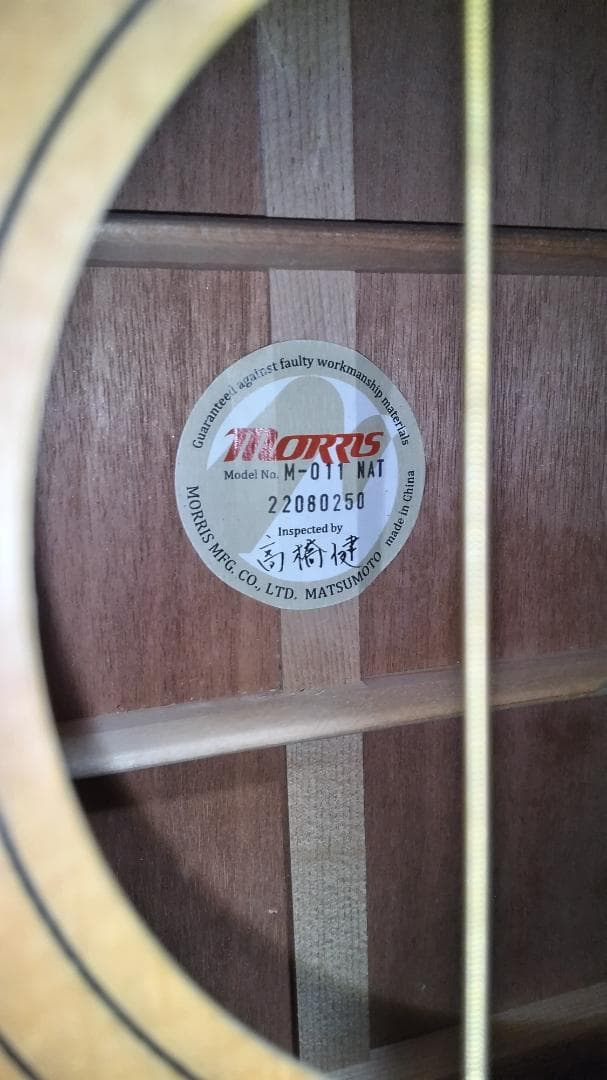 Guaranteed against faulty workmanship materials
MORRIS
Model No. M-011 NAT
22080250
Inspected by
高橋健
made in China
MORRIS MFG. CO., LTD. MATSUMOTO